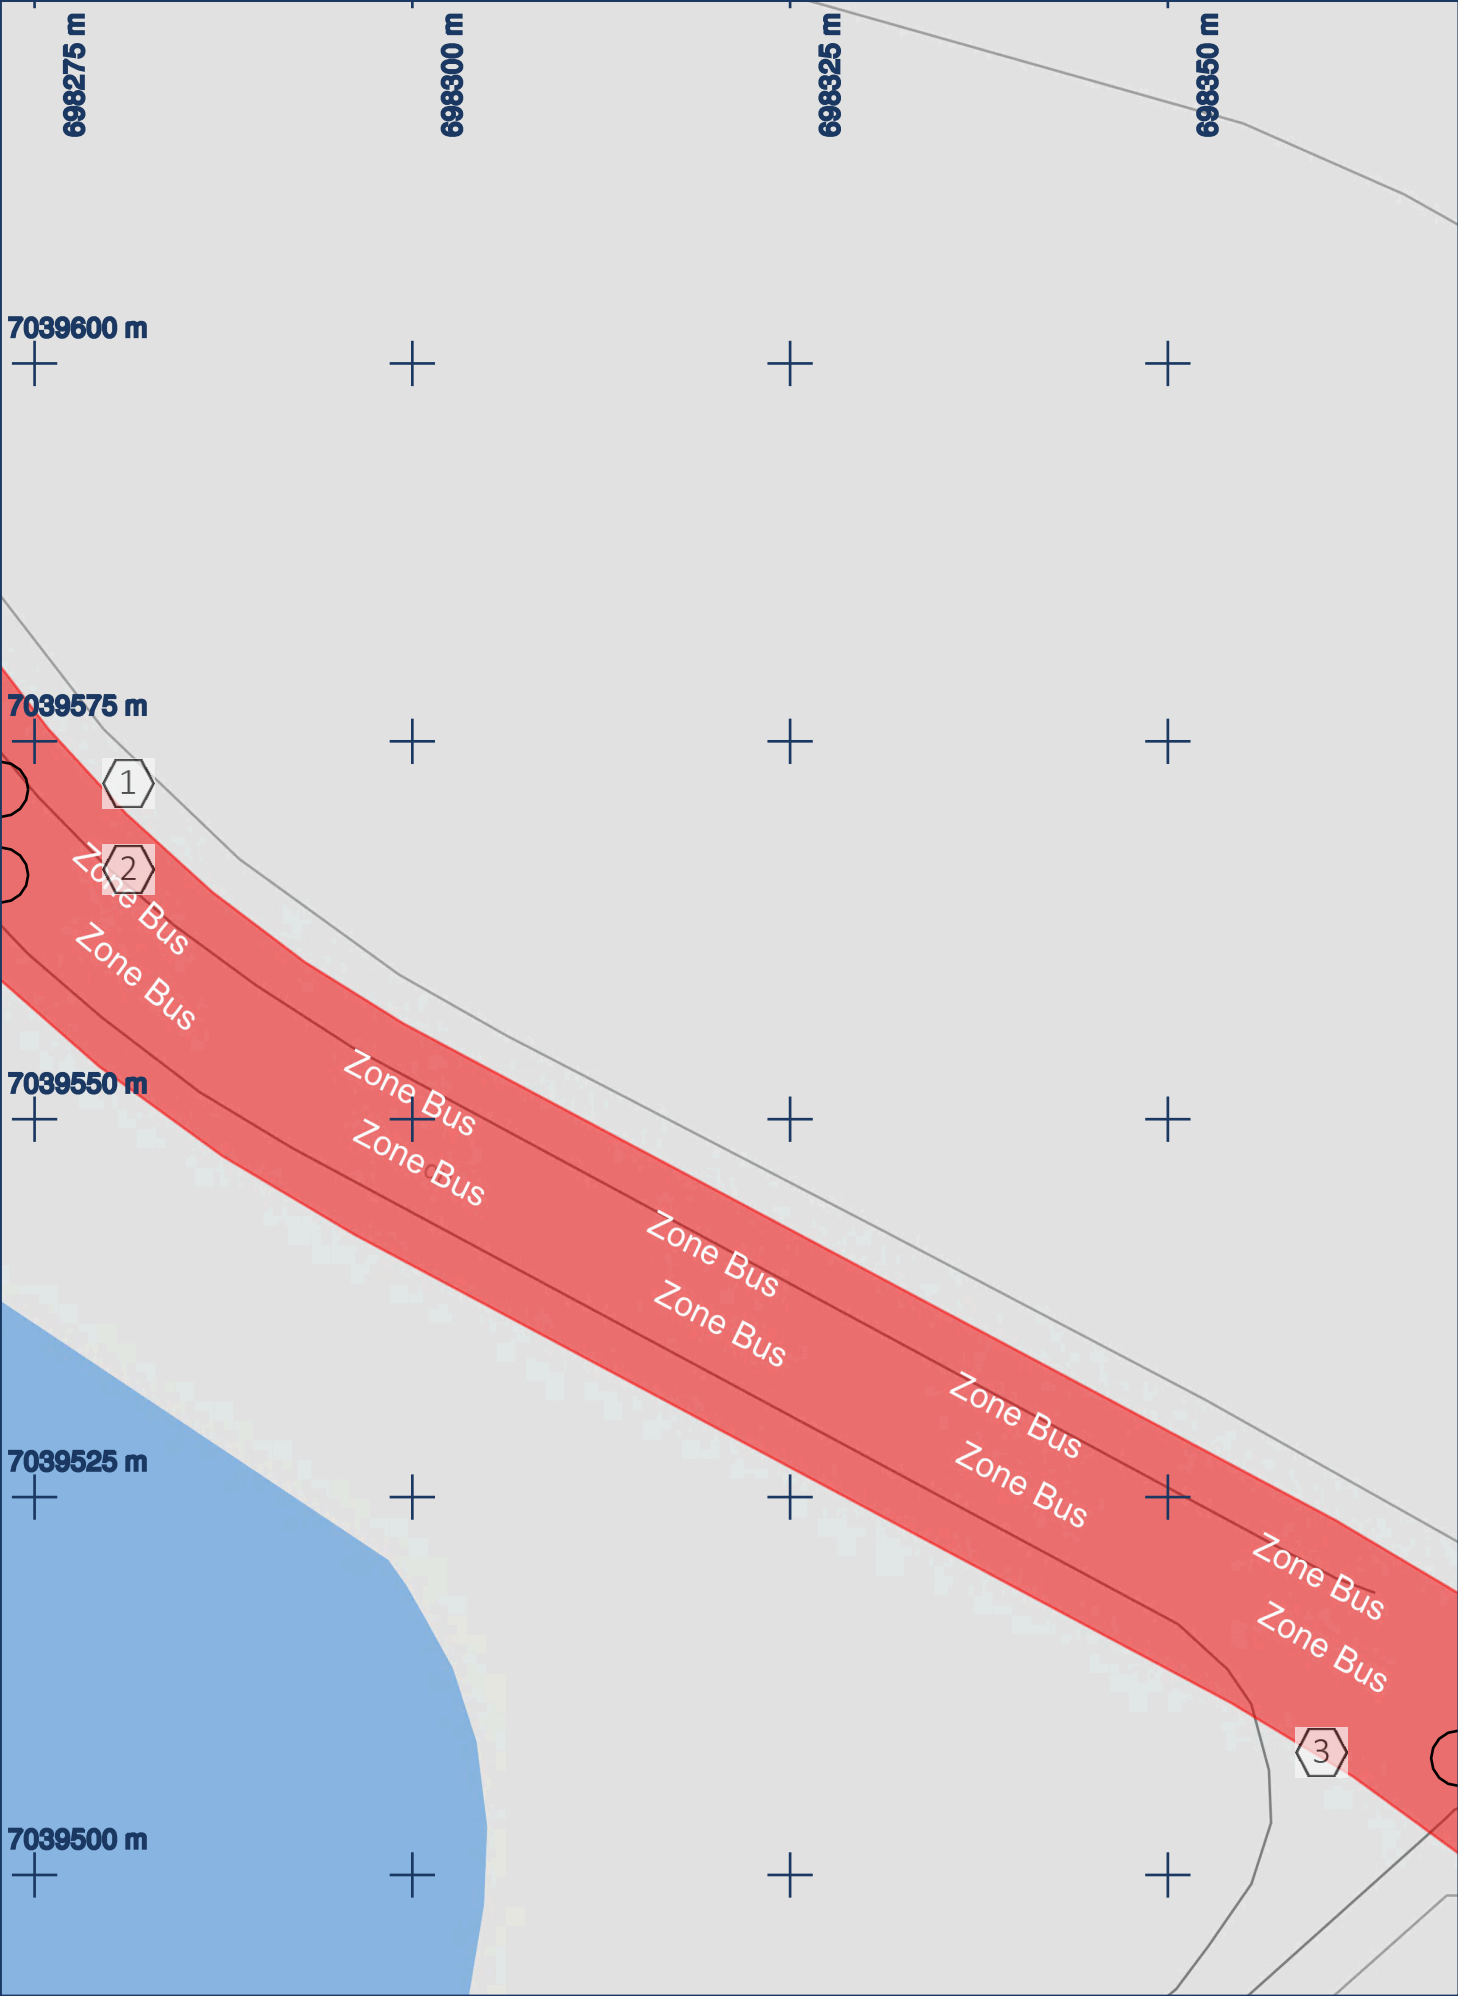 698275 m
698300 m
698325 m
698350 m
7039600 m
7039575 m
1
2
Zone Bus
Zone Bus
Zone Bus
7039550 m
Zone Bus
Zone Bus
Zone Bus
Zone Bus
Zone Bus
7039525 m
Zone Bus
Zone Bus
3
7039500 m